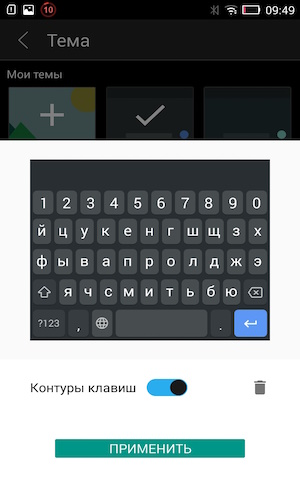 10
09:49
Тема
Мои темы
1 2 3 4 5 6 7 8 9 0
й ц у к е н г ш щ з х
ф ы в а п р о л д ж э
я ч с м и т ь б ю
?123 , .
Контуры клавиш
ПРИМЕНИТЬ